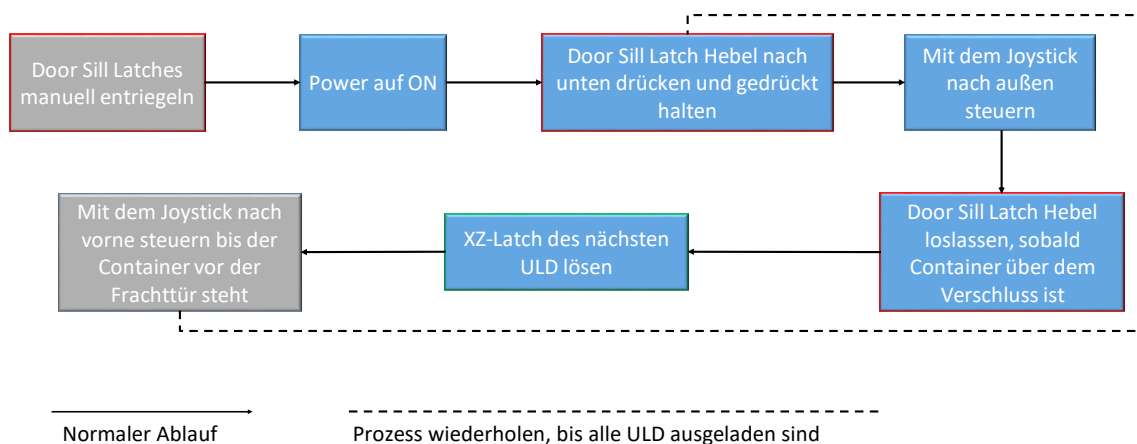 Door Sill Latches
manuell entriegeln
Power auf ON
Door Sill Latch Hebel nach
unten drücken und gedrückt
halten
Mit dem Joystick
nach außen
steuern
Mit dem Joystick nach
vorne steuern bis der
Container vor der
Frachttür steht
XZ-Latch des nächsten
ULD lösen
Door Sill Latch Hebel
loslassen, sobald
Container über dem
Verschluss ist
Normaler Ablauf
Prozess wiederholen, bis alle ULD ausgeladen sind